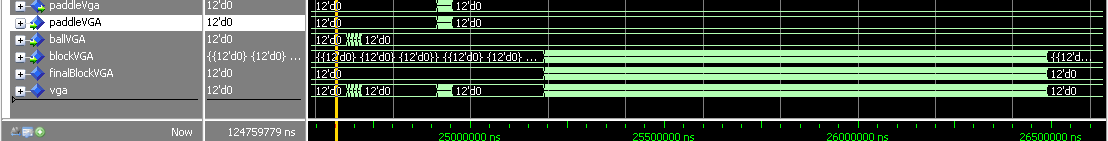 paddleVga 12'd0 12'd0 12'd0
paddleVGA 12'd0 12'd0 12'd0
ballVGA 12'd0 12'd0 12'd0
blockVGA {{12'd0} {12'd0} ... {{12'd0} {12'd0} {12'd0}} {{12'd0} {12'd0} {12'd0} ... {{12'd...
finalBlockVGA 12'd0 12'd0 12'd0
vga 12'd0 12'd0 12'd0 12'd0 12'd0
Now 124759779 ns 25000000 ns 25500000 ns 26000000 ns 26500000 ns